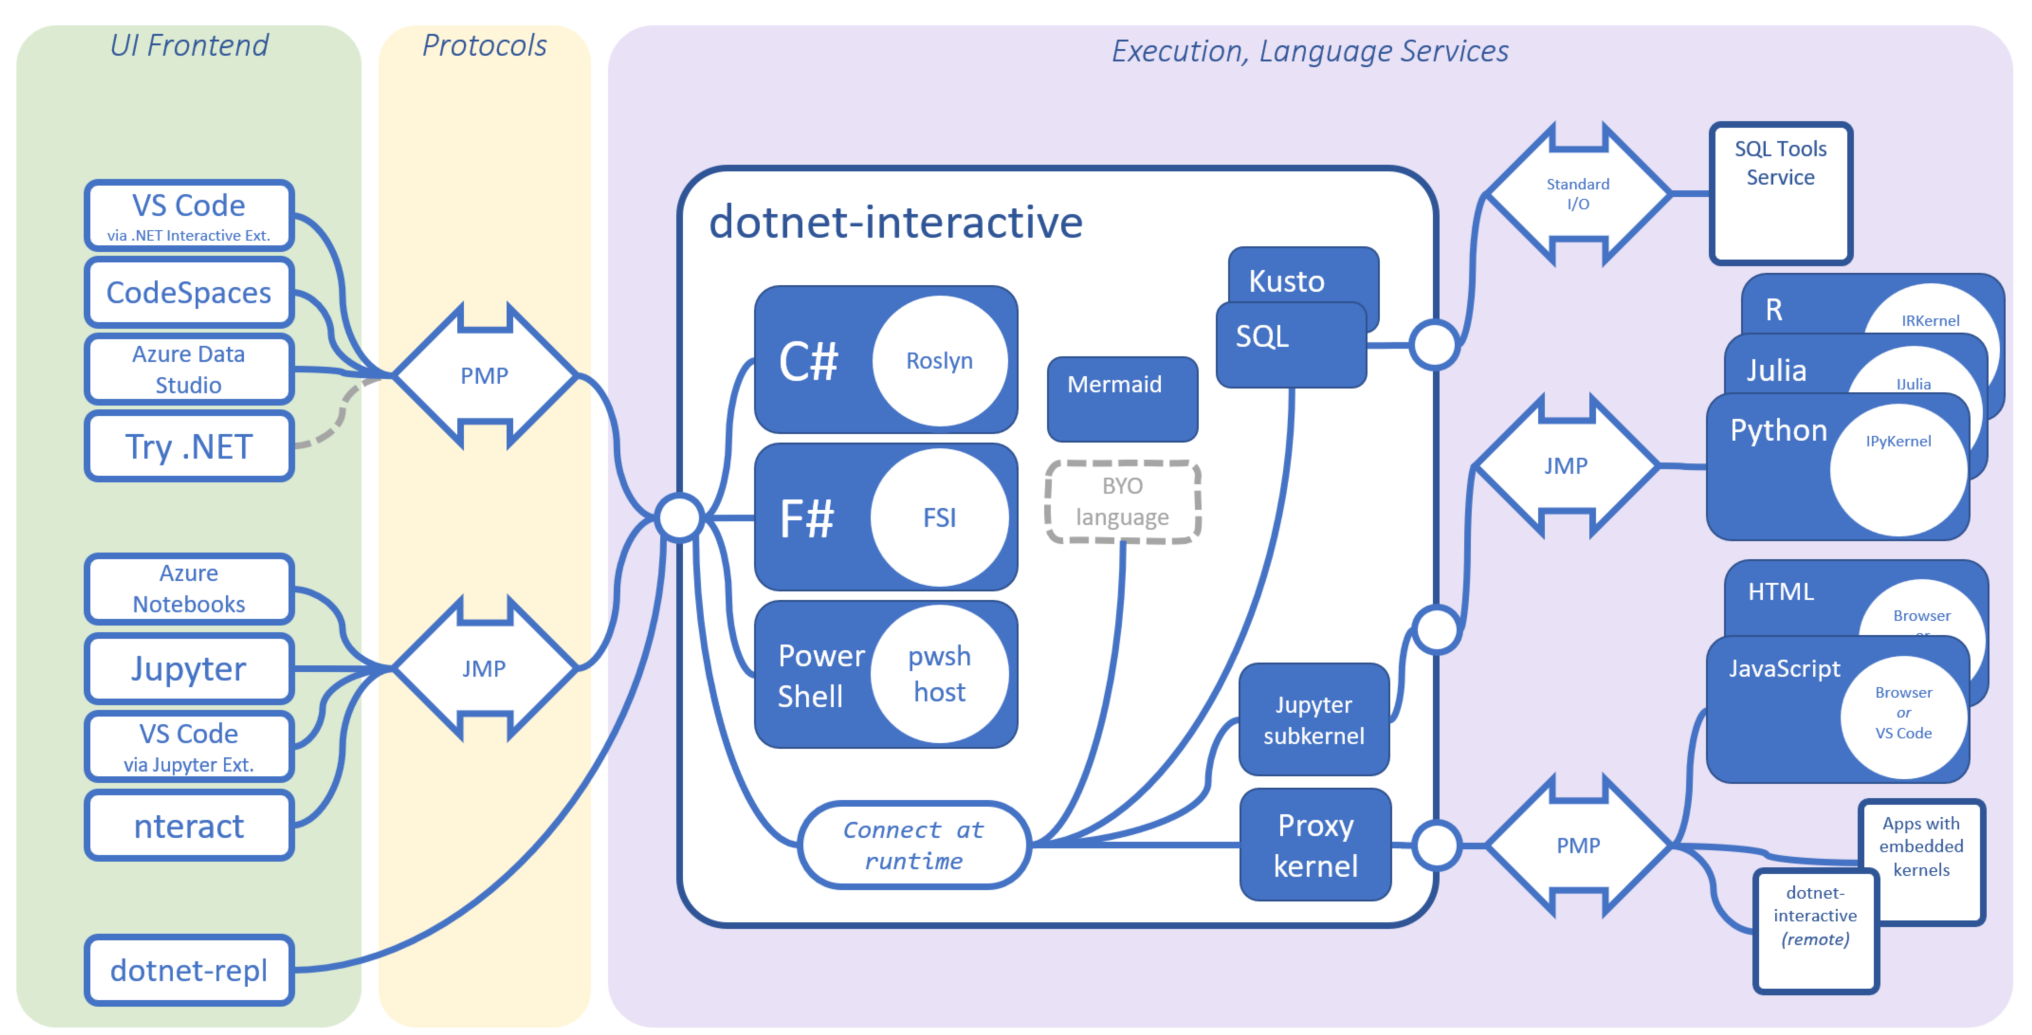 UI Frontend
Protocols
Execution, Language Services
VS Code
via .NET Interactive Ext.
CodeSpaces
Azure Data
Studio
Try .NET
PMP
Azure
Notebooks
Jupyter
VS Code
via Jupyter Ext.
nteract
JMP
dotnet-repl
dotnet-interactive
C#
Roslyn
F#
FSI
Power
Shell
pwsh
host
Mermaid
BYO
language
Kusto
SQL
Jupyter
subkernel
Connect at
runtime
Proxy
kernel
Standard
I/O
SQL Tools
Service
JMP
R
IRKernel
Julia
IJulia
Python
IPyKernel
HTML
Browser
or
JavaScript
Browser
or
VS Code
PMP
Apps with
embedded
kernels
dotnet-
interactive
(remote)